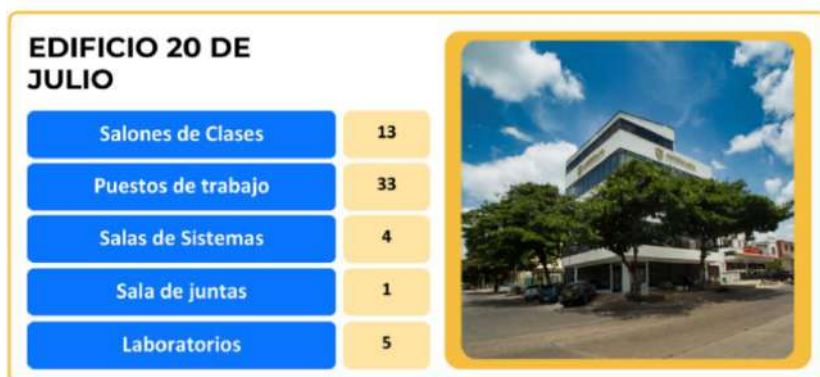 EDIFICIO 20 DE
JULIO
Salones de Clases 13
Puestos de trabajo 33
Salas de Sistemas 4
Sala de juntas 1
Laboratorios 5